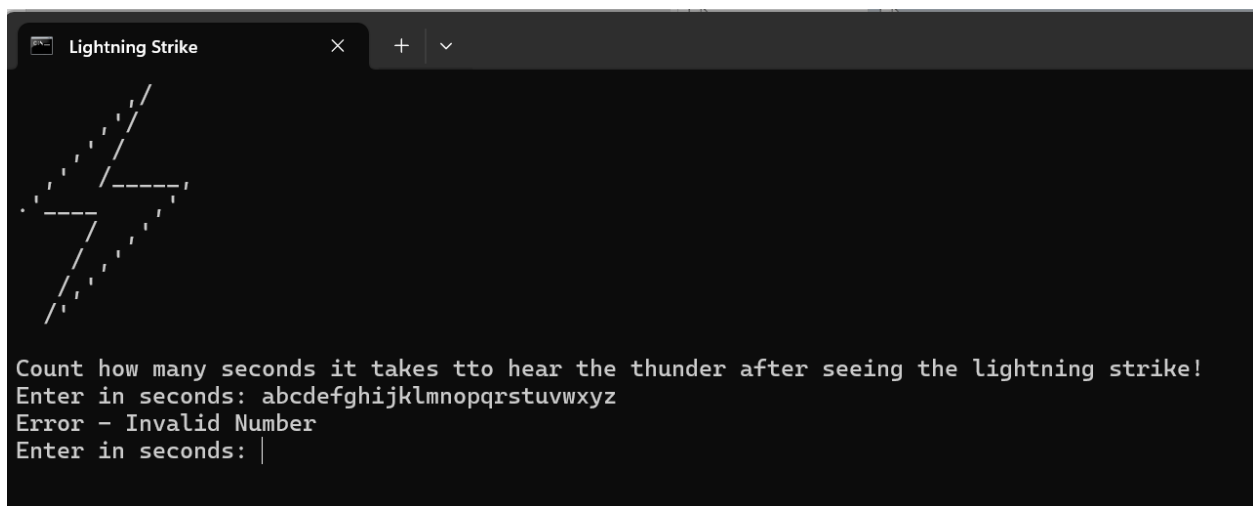 Lightning Strike
Count how many seconds it takes tto hear the thunder after seeing the lightning strike!
Enter in seconds: abcdefghijklmnopqrstuvwxyz
Error - Invalid Number
Enter in seconds: